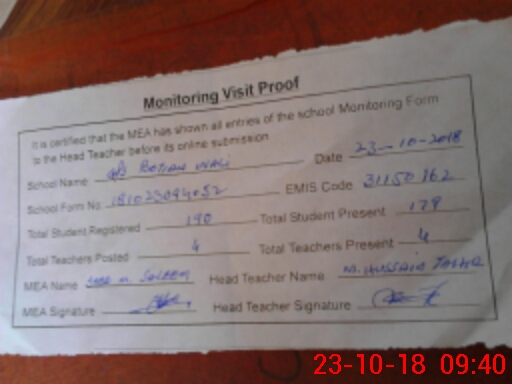 Monitoring Visit Proof
It is certified that the MEA has shown all entries of the school Monitoring Form
to the Head Teacher before its online submission.
School Name Date 23-10-2018
School Form No 181023094052 EMIS Code 31150162
Total Student Registered 190 Total Student Present 179
Total Teachers Posted 4 Total Teachers Present 4
MEA Name M. SALEEM Head Teacher Name M. HUSSAIN
MEA Signature Head Teacher Signature
23-10-18 09:40